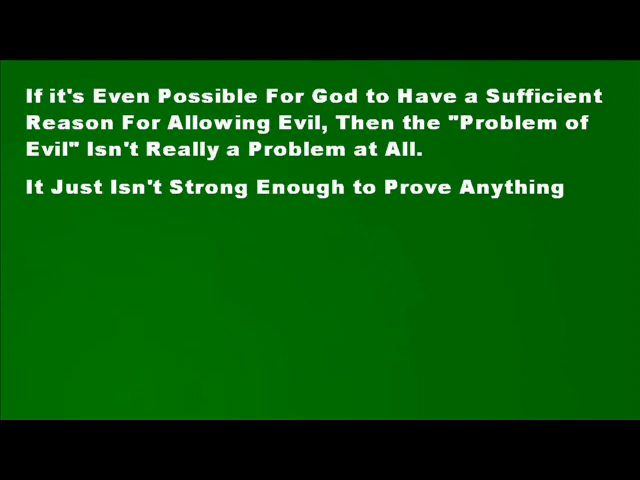 If it's Even Possible For God to Have a Sufficient
Reason For Allowing Evil, Then the "Problem of
Evil" Isn't Really a Problem at All.
It Just Isn't Strong Enough to Prove Anything